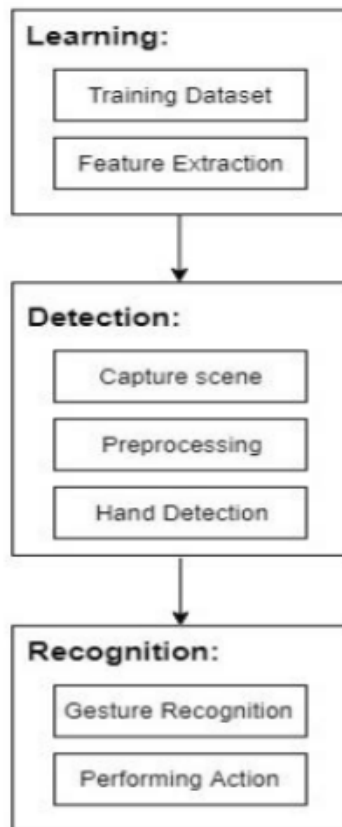 Learning:
Training Dataset
Feature Extraction
Detection:
Capture scene
Preprocessing
Hand Detection
Recognition:
Gesture Recognition
Performing Action